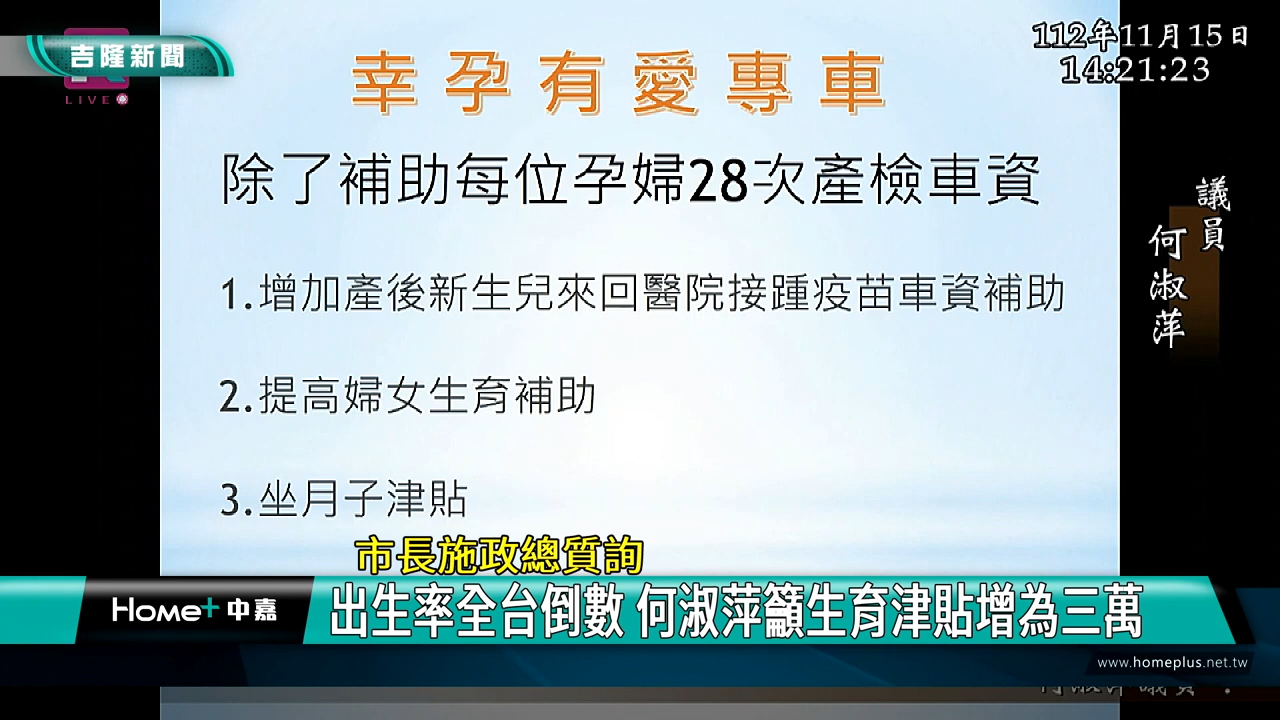 吉隆新聞
LIVE
112年11月15日
14:21:23
幸孕有愛專車
除了補助每位孕婦28次產檢車資
1.增加產後新生兒來回醫院接踵疫苗車資補助
2.提高婦女生育補助
3.坐月子津貼
議員
何淑萍
市長施政總質詢
Home+中嘉
出生率全台倒數 何淑萍籲生育津貼增為三萬
www.homeplus.net.tw